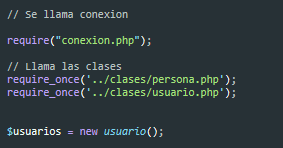 // Se llama conexion
require("conexion.php");
// Llama las clases
require_once('../clases/persona.php');
require_once('../clases/usuario.php');
$usuarios = new usuario();